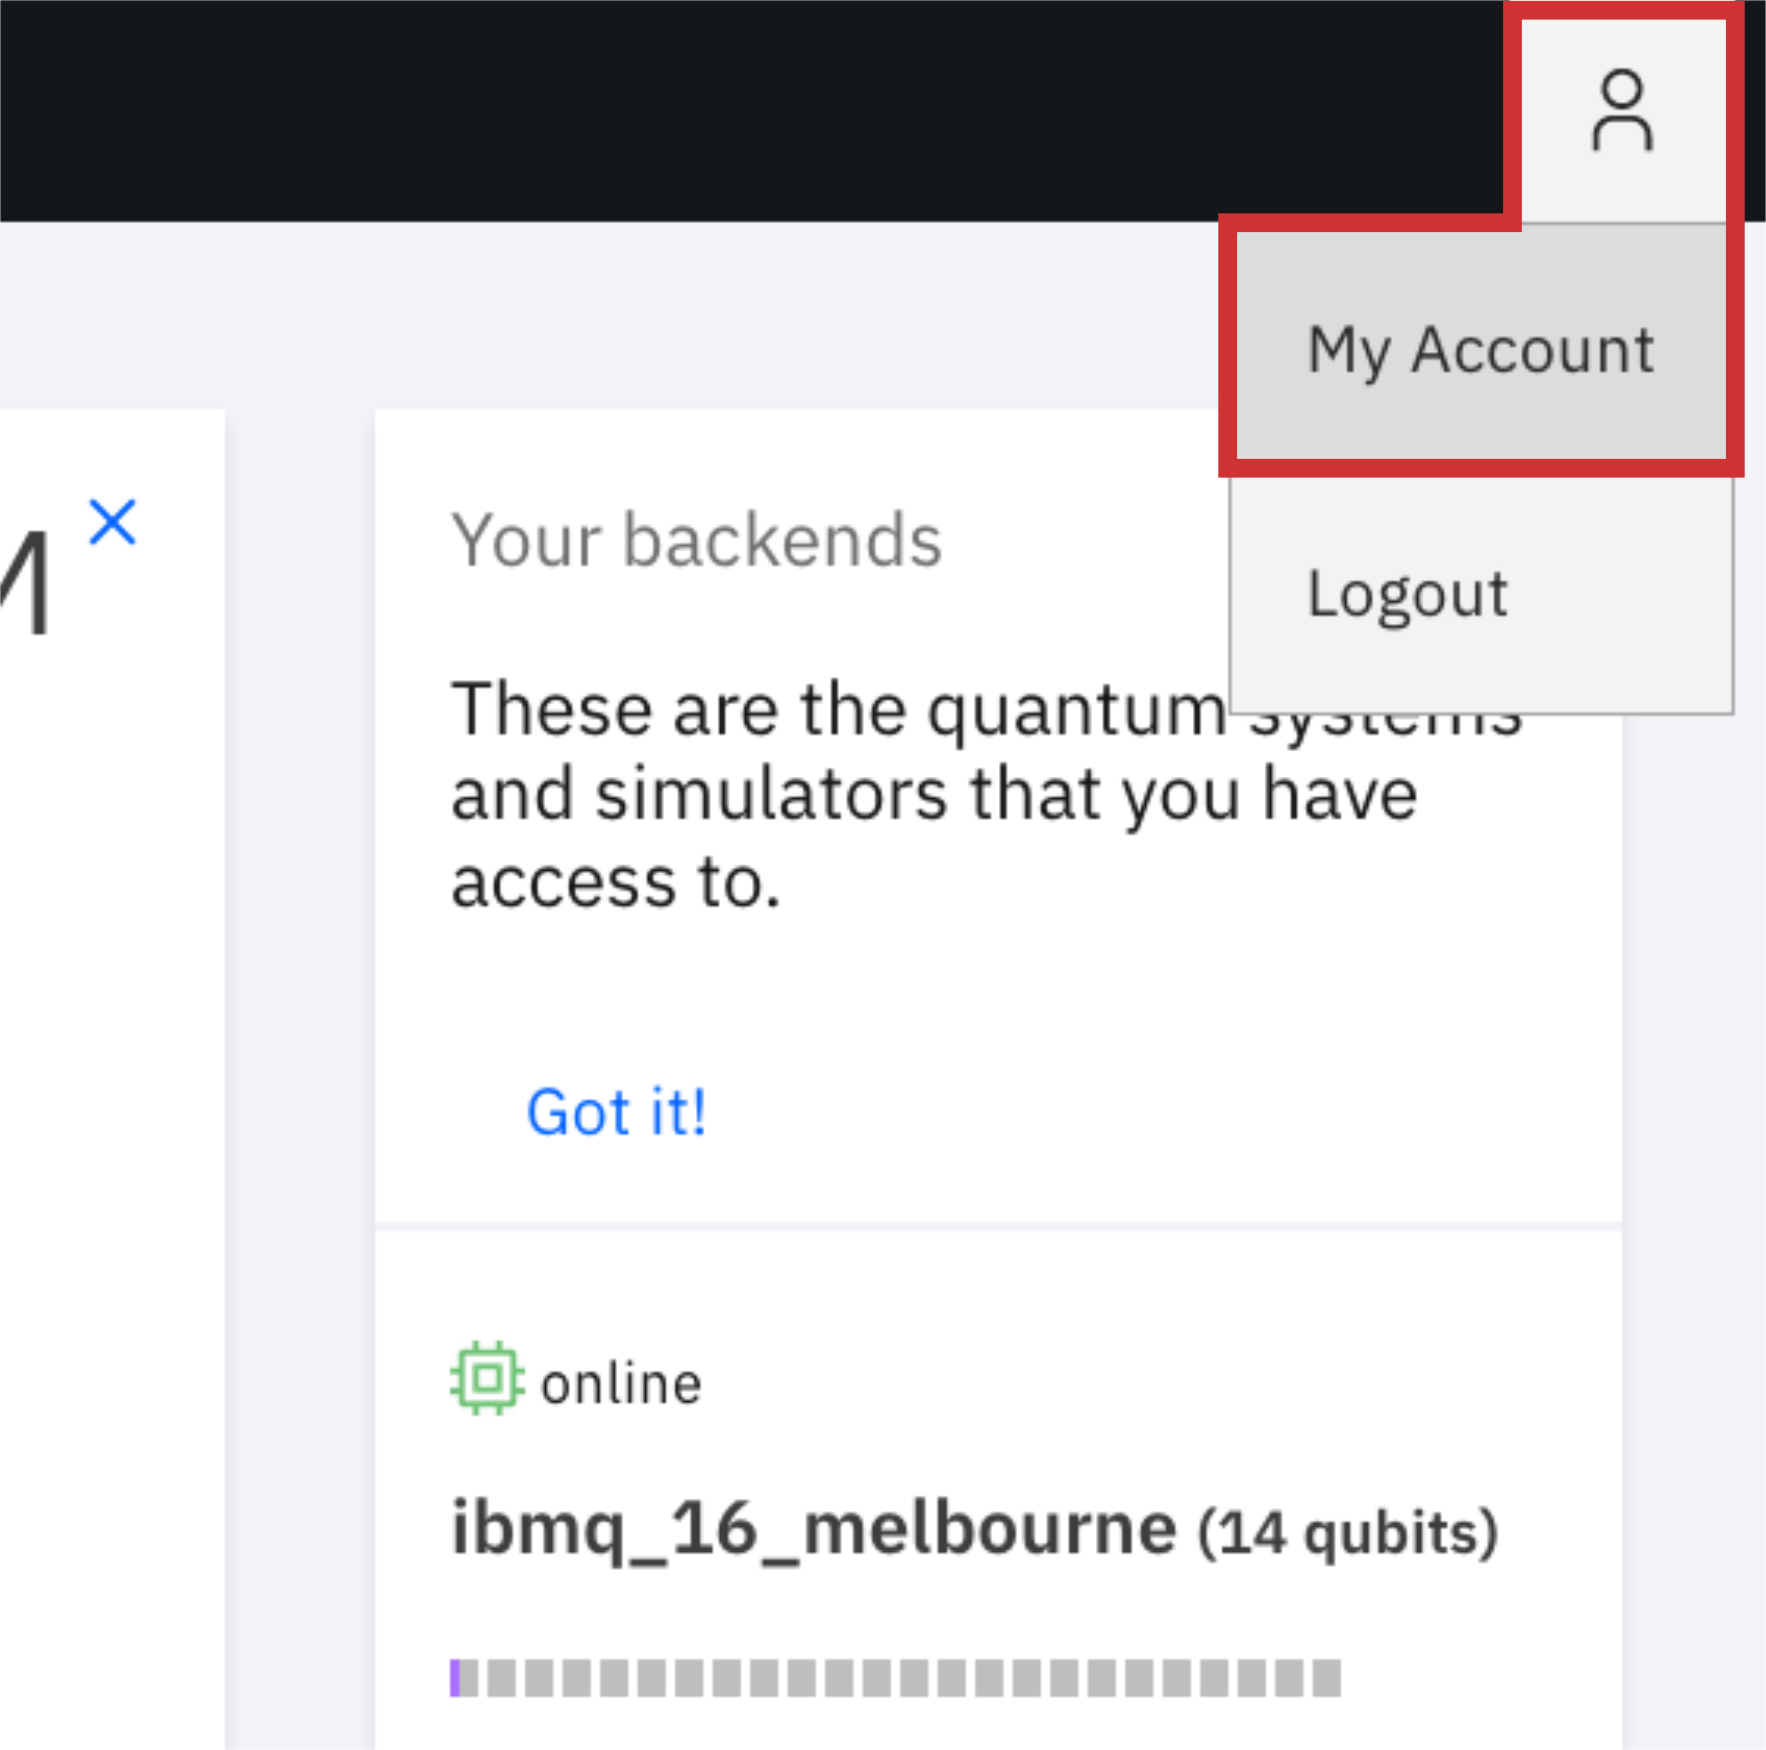 My Account
Logout
M
Your backends
These are the quantum systems
and simulators that you have
access to.
Got it!
online
ibmq_16_melbourne (14 qubits)